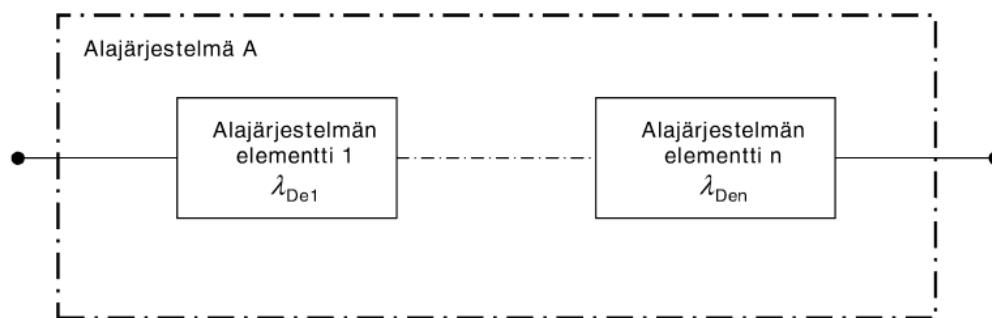 Alajärjestelmä A
Alajärjestelmän
elementti 1
λDe1
Alajärjestelmän
elementti n
λDen